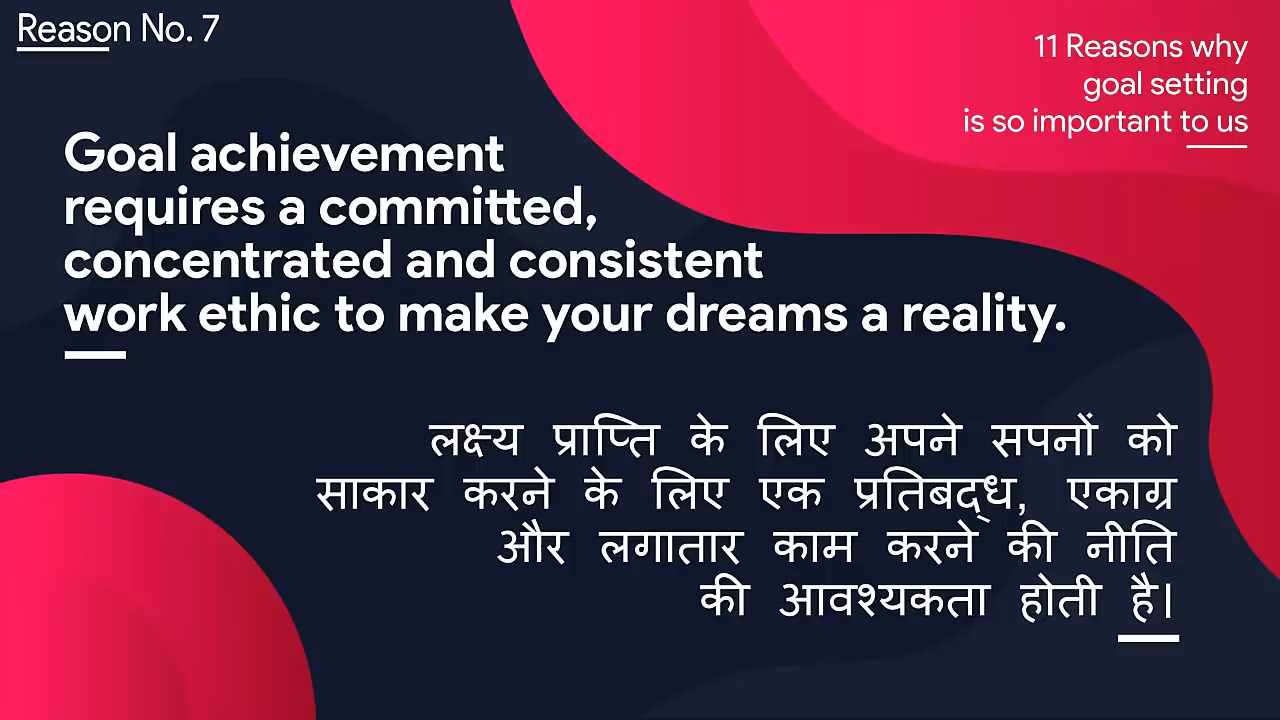 Reason No. 7
11 Reasons why
goal setting
is so important to us
Goal achievement
requires a committed,
concentrated and consistent
work ethic to make your dreams a reality.
लक्ष्य प्राप्ति के लिए अपने सपनों को
साकार करने के लिए एक प्रतिबद्ध, एकाग्र
और लगातार काम करने की नीति
की आवश्यकता होती है।